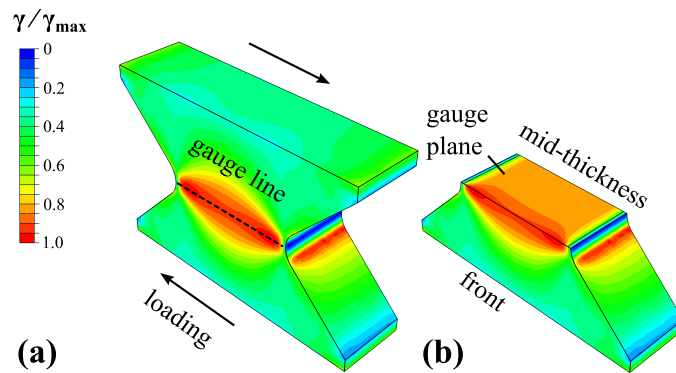 γ/γmax
0
0.2
0.4
0.6
0.8
1.0
gauge line
loading
(a)
gauge
plane
mid-thickness
front
(b)